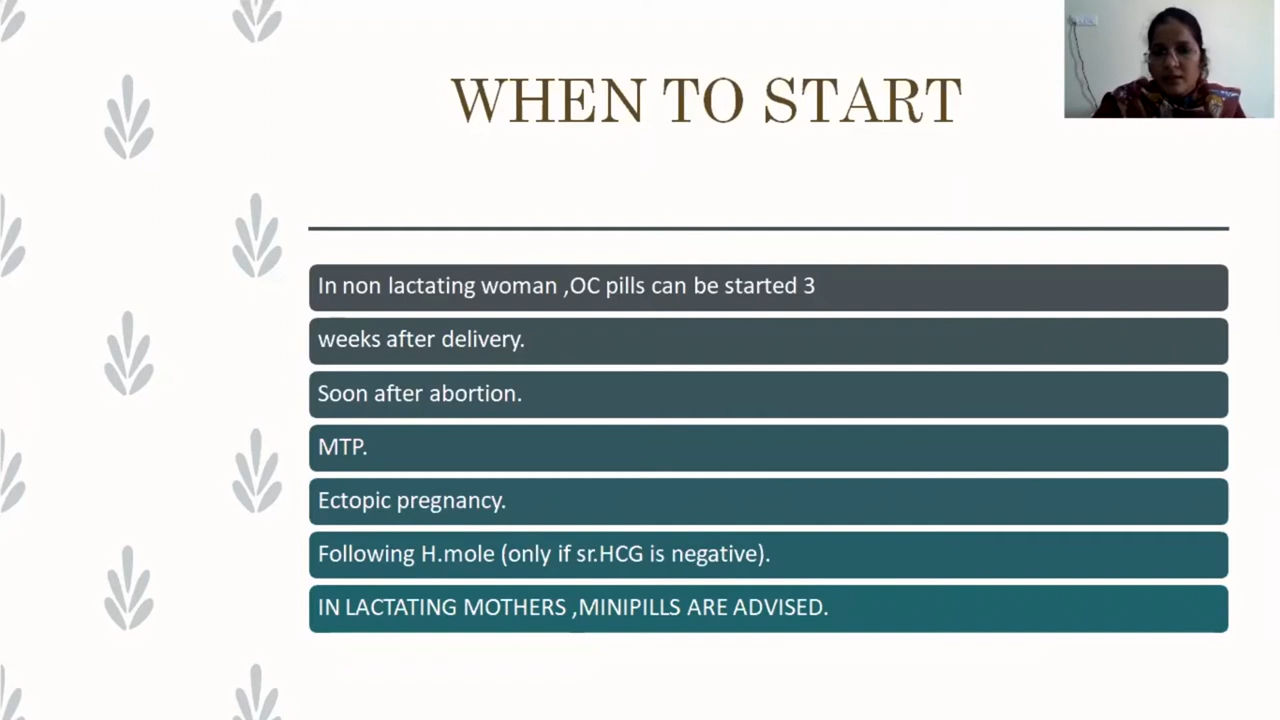 WHEN TO START
In non lactating woman ,OC pills can be started 3
weeks after delivery.
Soon after abortion.
MTP.
Ectopic pregnancy.
Following H.mole (only if sr.HCG is negative).
IN LACTATING MOTHERS ,MINIPILLS ARE ADVISED.